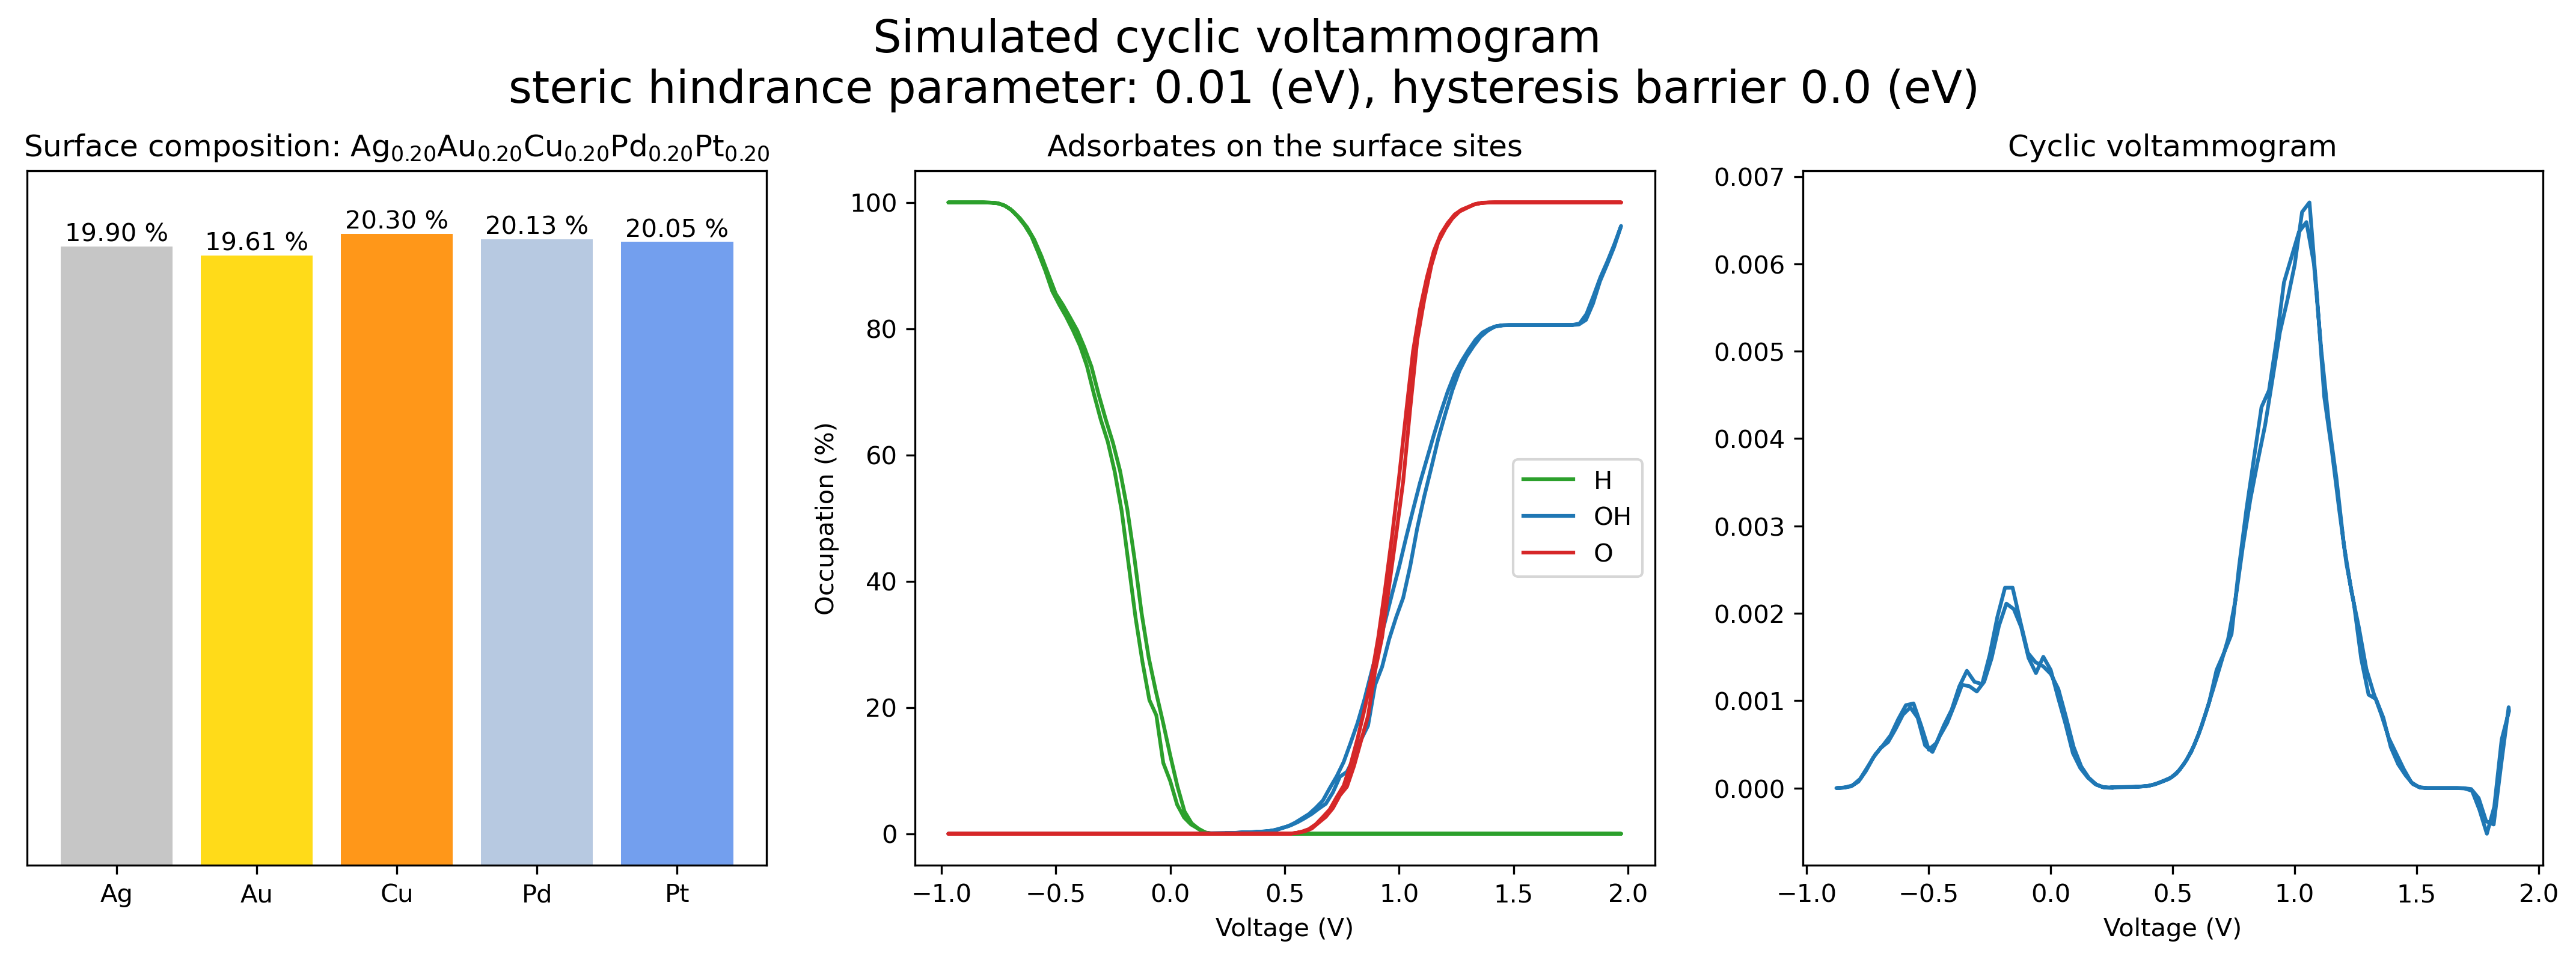 Simulated cyclic voltammogram
steric hindrance parameter: 0.01 (eV), hysteresis barrier 0.0 (eV)
Surface composition: Ag0.20Au0.20Cu0.20Pd0.20Pt0.20
19.90 %
19.61 %
20.30 %
20.13 %
20.05 %
Ag
Au
Cu
Pd
Pt
Adsorbates on the surface sites
Occupation (%)
100
80
60
40
20
0
H
OH
O
−1.0
−0.5
0.0
0.5
1.0
1.5
2.0
Voltage (V)
Cyclic voltammogram
0.007
0.006
0.005
0.004
0.003
0.002
0.001
0.000
−1.0
−0.5
0.0
0.5
1.0
1.5
2.0
Voltage (V)